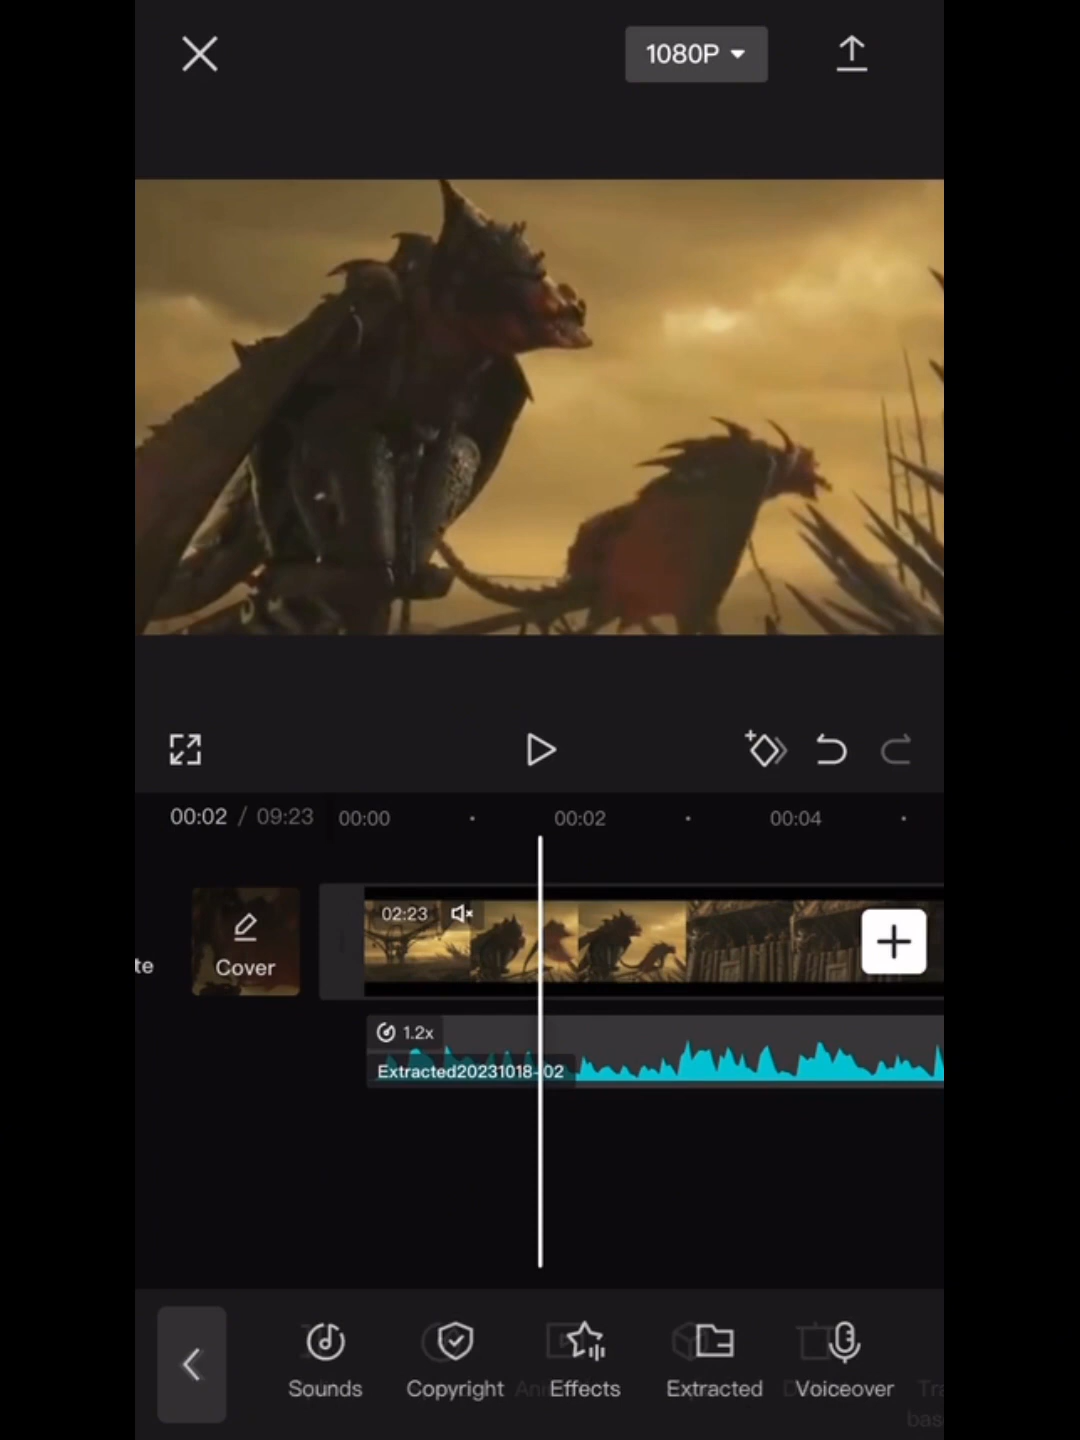 1080P
00:02 / 09:23
00:00
00:02
00:04
02:23
te
Cover
1.2x
Extracted20231018-02
Sounds
Copyright
Effects
Extracted
Voiceover